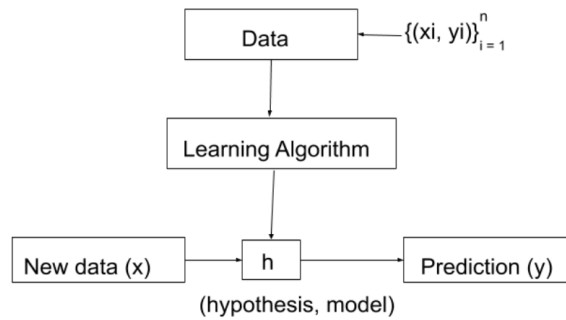 Data
{(xi, yi)}
n
i = 1
Learning Algorithm
New data (x)
h
Prediction (y)
(hypothesis, model)